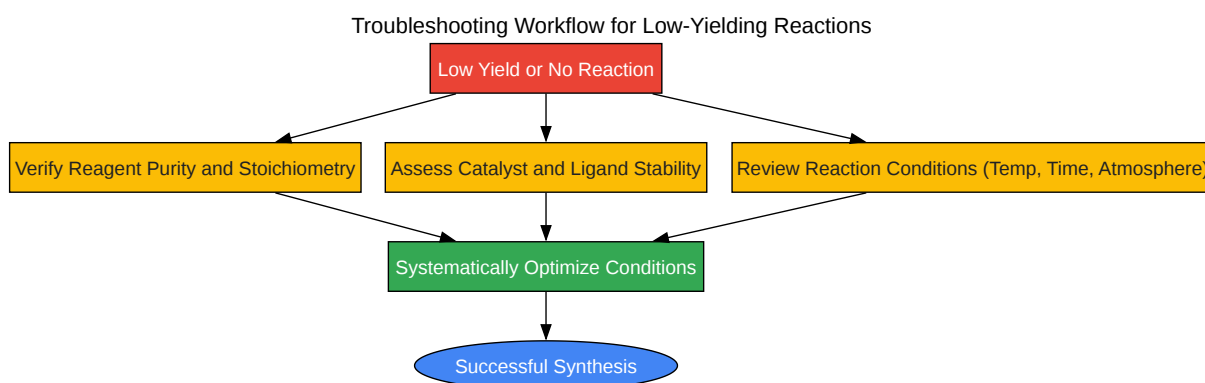 Troubleshooting Workflow for Low-Yielding Reactions
Low Yield or No Reaction
Verify Reagent Purity and Stoichiometry
Assess Catalyst and Ligand Stability
Review Reaction Conditions (Temp, Time, Atmosphere)
Systematically Optimize Conditions
Successful Synthesis